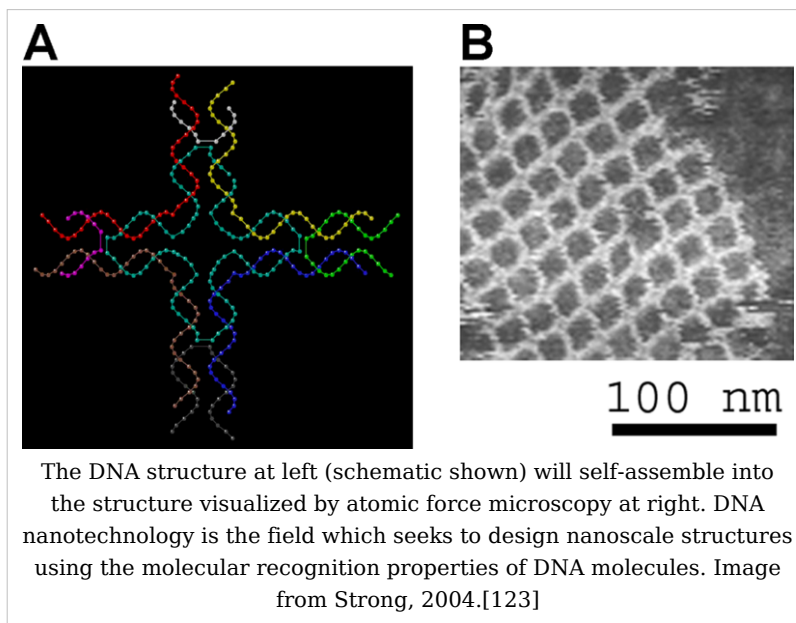 A
B
100 nm
The DNA structure at left (schematic shown) will self-assemble into
the structure visualized by atomic force microscopy at right. DNA
nanotechnology is the field which seeks to design nanoscale structures
using the molecular recognition properties of DNA molecules. Image
from Strong, 2004.[123]